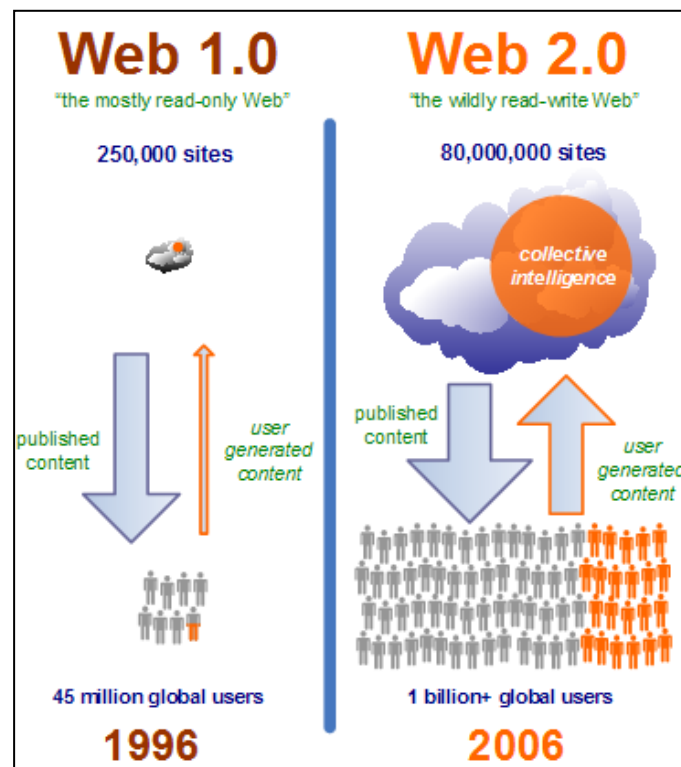 Web 1.0
"the mostly read-only Web"
250,000 sites
published
content
user
generated
content
45 million global users
1996
Web 2.0
"the wildly read-write Web"
80,000,000 sites
collective
intelligence
published
content
user
generated
content
1 billion+ global users
2006